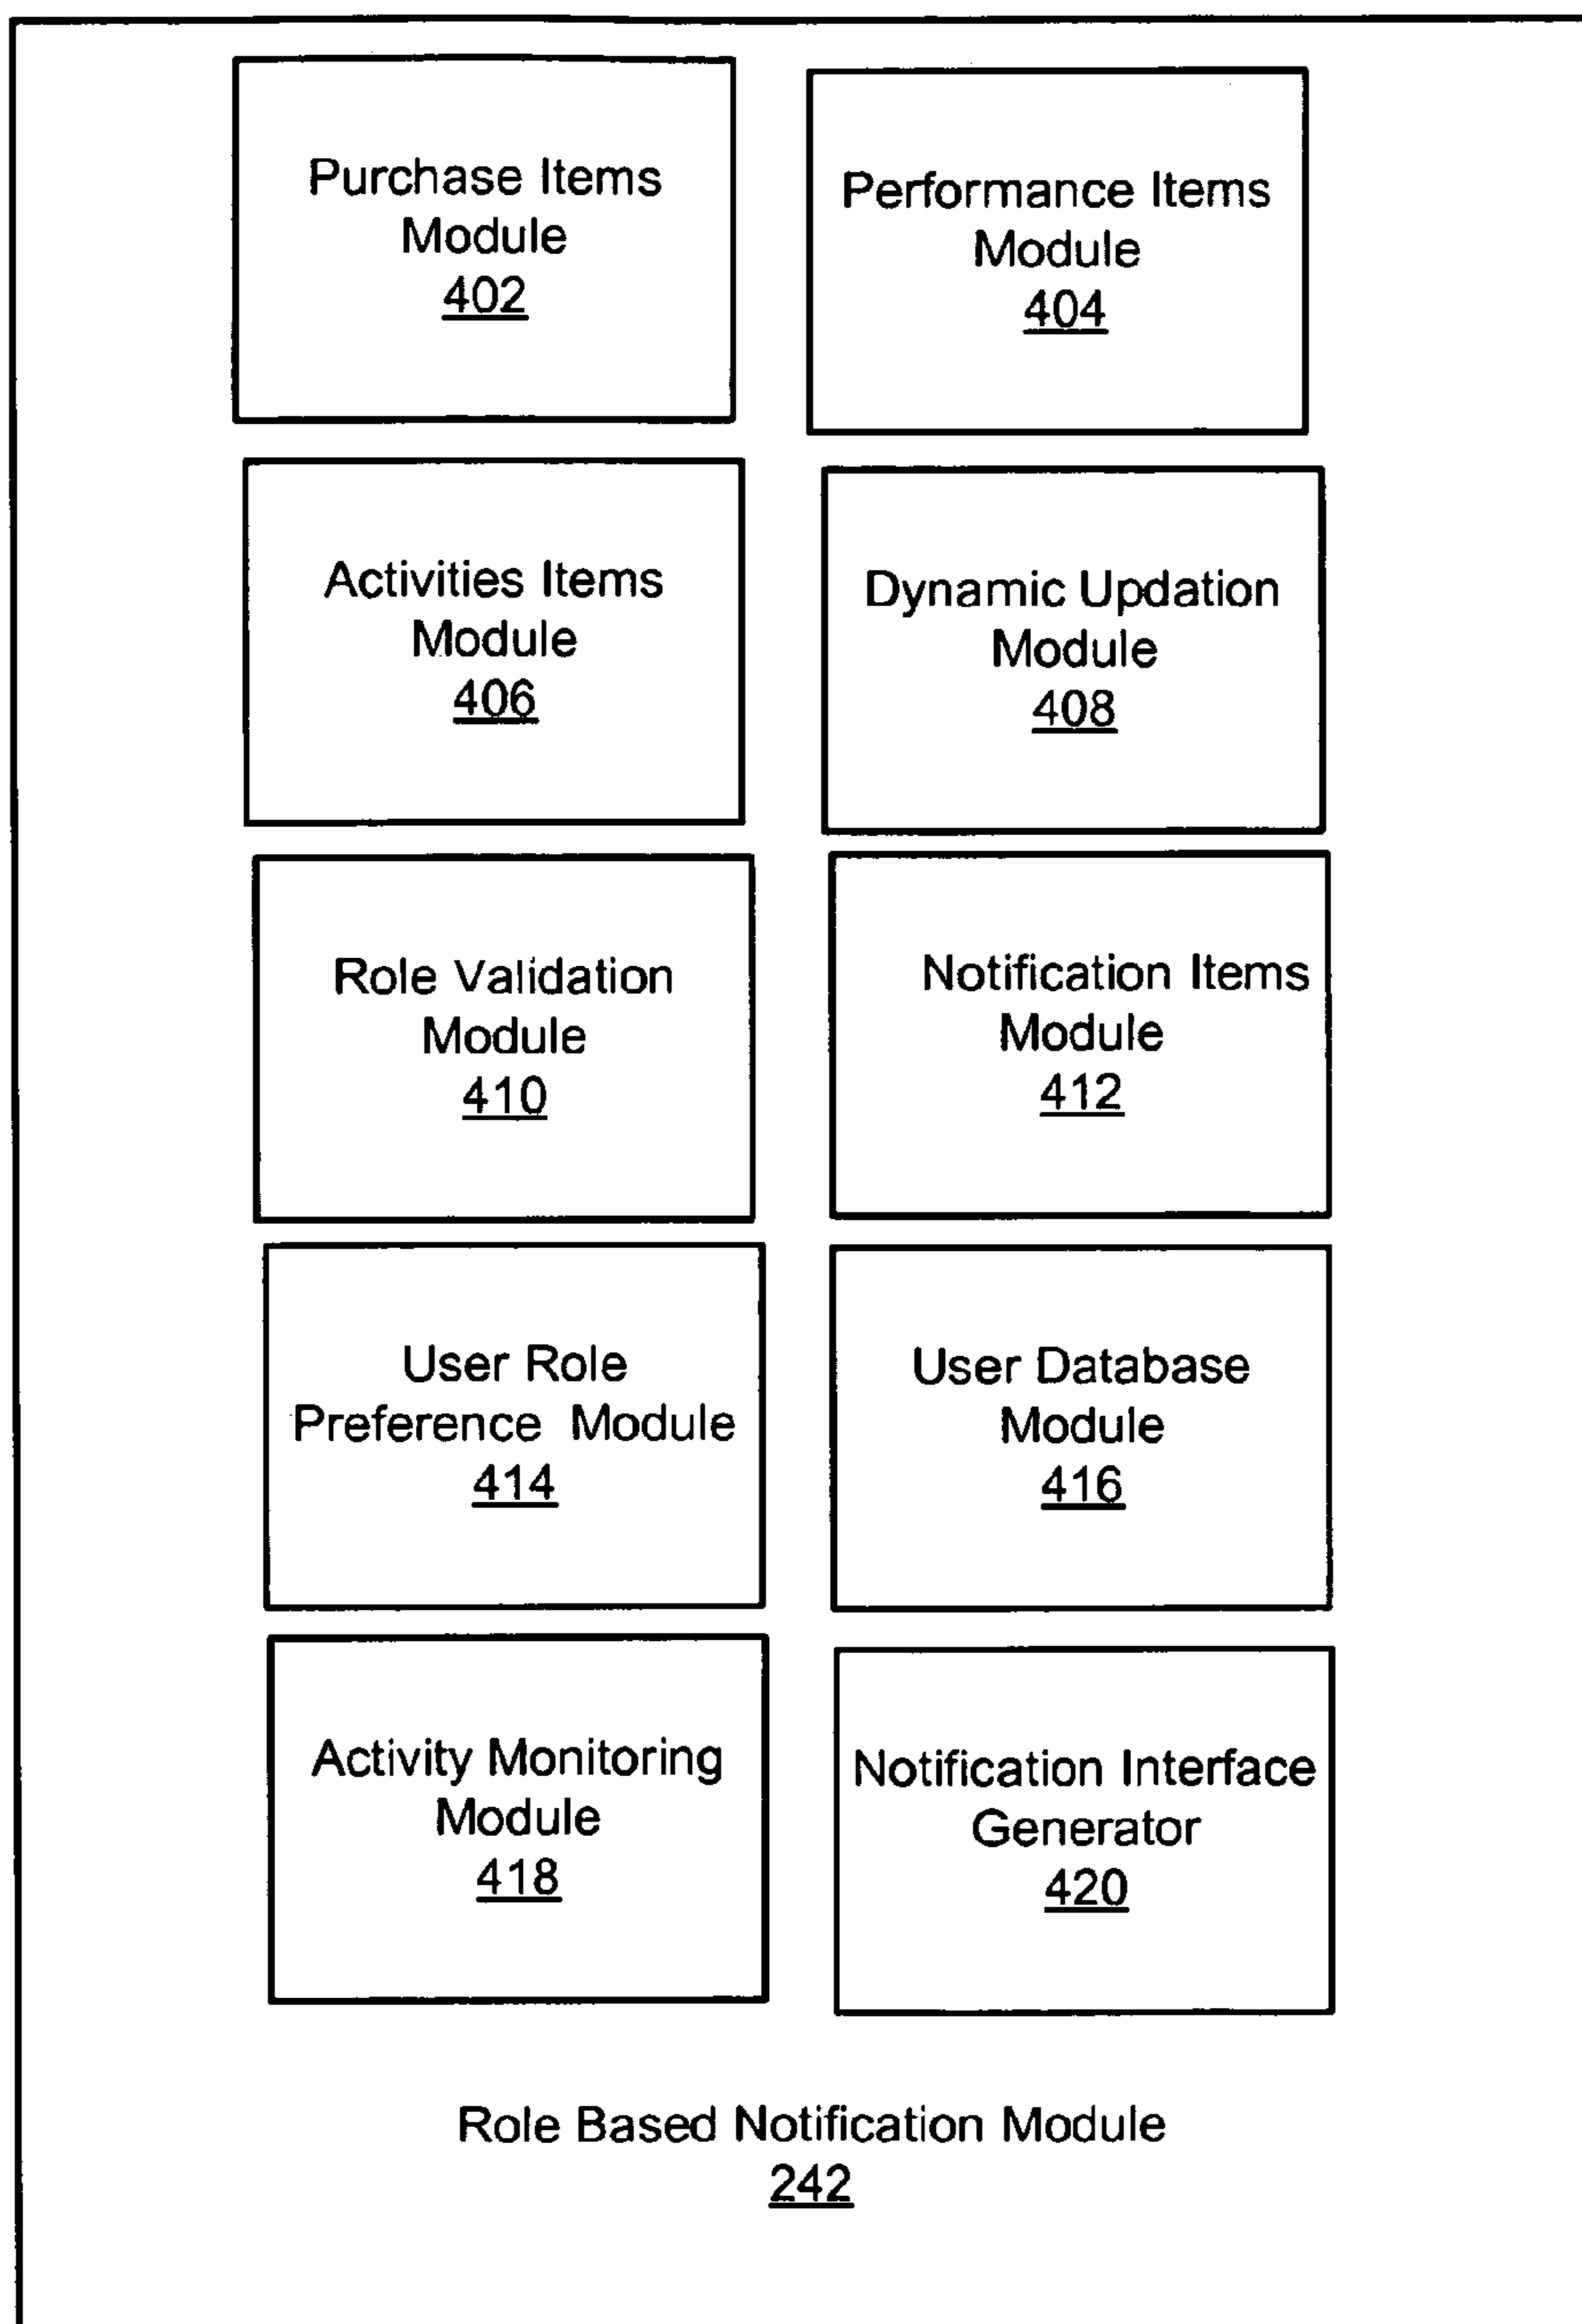 Purchase Items
Module
402
Performance Items
Module
404
Activities Items
Module
406
Dynamic Updation
Module
408
Role Validation
Module
410
Notification Items
Module
412
User Role
Preference Module
414
User Database
Module
416
Activity Monitoring
Module
418
Notification Interface
Generator
420
Role Based Notification Module
242